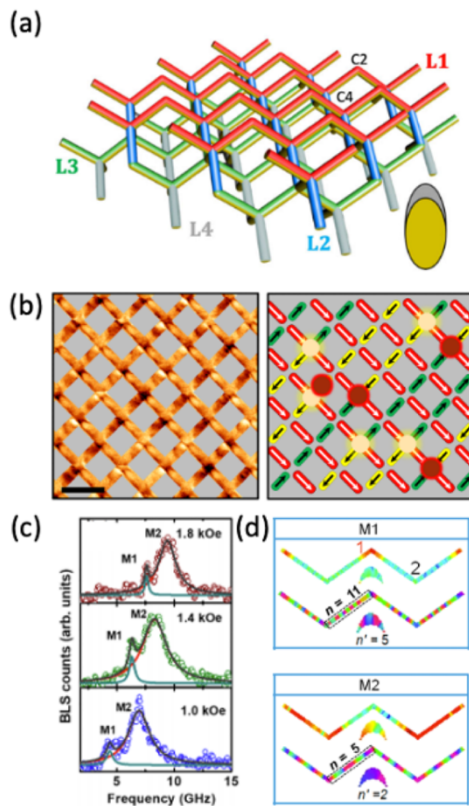 (a)
C2
L1
C4
L3
L4
L2
(b)
(c)
(d)
M2
1.8 kOe
M1
M2
1.4 kOe
M1
M2
1.0 kOe
M1
BLS counts (arb. units)
5 10 15
Frequency (GHz)
M1
1
2
n = 11
n' = 5
M2
n = 5
n' = 2